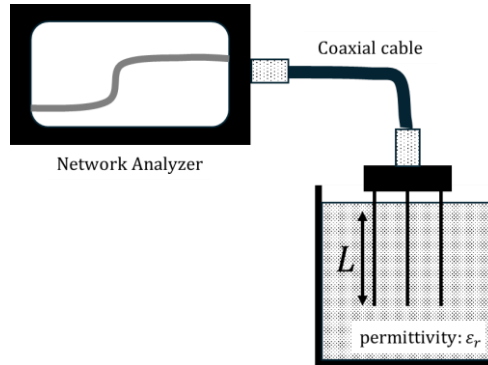 Coaxial cable
Network Analyzer
L
permittivity: εᵣ